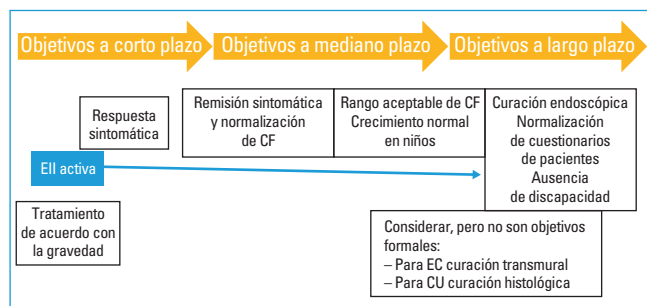 Objetivos a corto plazo
Objetivos a mediano plazo
Objetivos a largo plazo
Respuesta
sintomática
Remisión sintomática
y normalización
de CF
Rango aceptable de CF
Crecimiento normal
en niños
Curación endoscópica
Normalización
de cuestionarios
de pacientes
Ausencia
de discapacidad
EII activa
Tratamiento
de acuerdo con
la gravedad
Considerar, pero no son objetivos
formales:
– Para EC curación transmural
– Para CU curación histológica